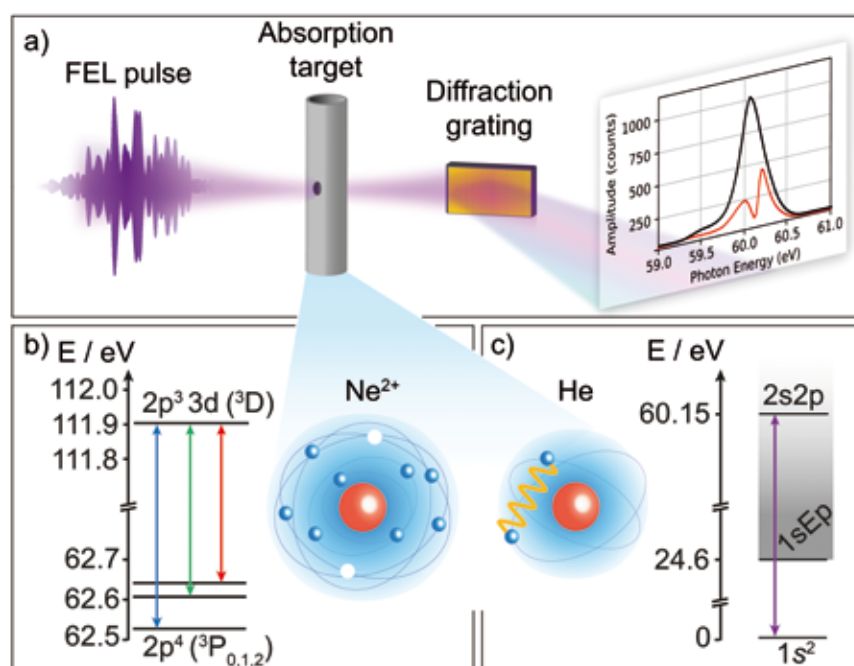 a)
FEL pulse
Absorption
target
Diffraction
grating
Amplitude (counts)
1000
750
500
250
59.0
59.5
60.0
60.5
61.0
Photon Energy (eV)
b)
E / eV
112.0
111.9
111.8
62.7
62.6
62.5
2p³ 3d (³D)
2p⁴ (³P₀,₁,₂)
Ne²⁺
c)
He
E / eV
60.15
24.6
0
2s2p
1sEp
1s²